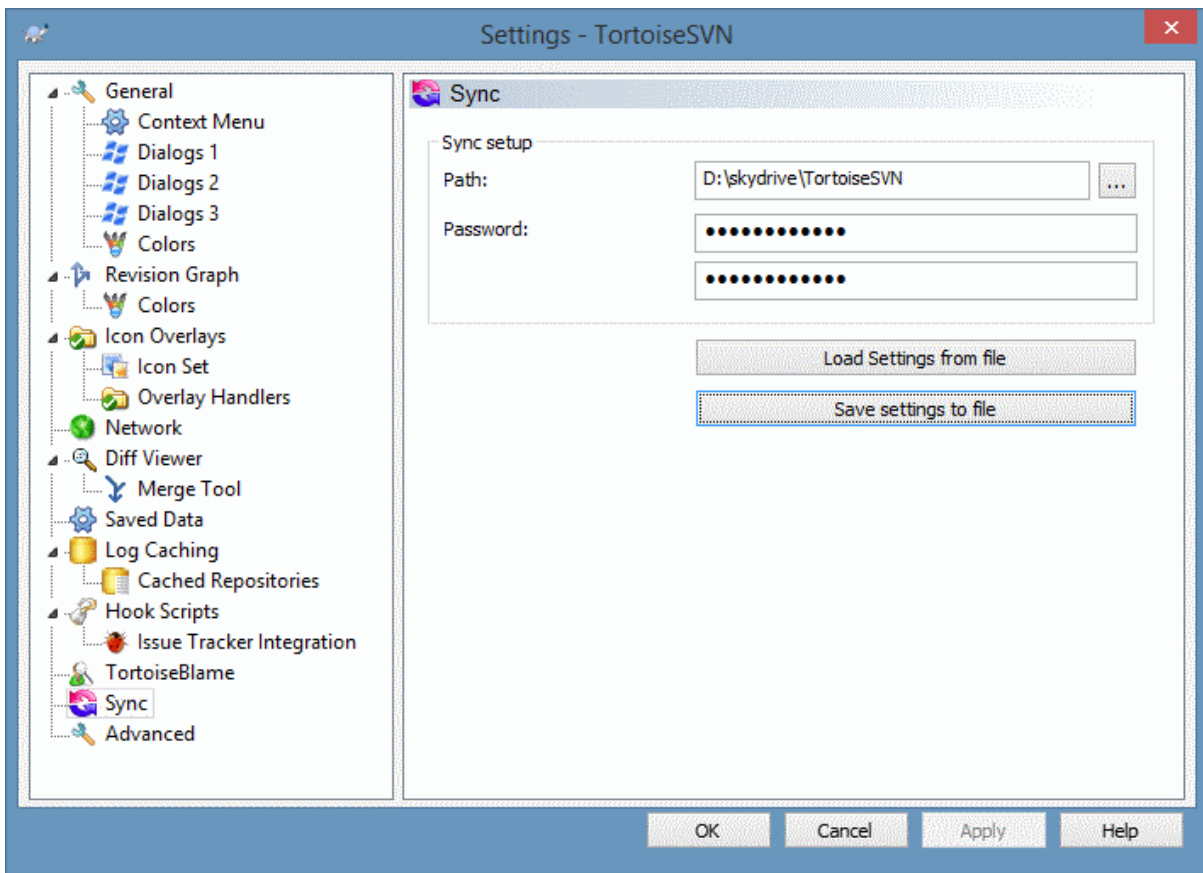 Settings - TortoiseSVN
General
Context Menu
Dialogs 1
Dialogs 2
Dialogs 3
Colors
Revision Graph
Colors
Icon Overlays
Icon Set
Overlay Handlers
Network
Diff Viewer
Merge Tool
Saved Data
Log Caching
Cached Repositories
Hook Scripts
Issue Tracker Integration
TortoiseBlame
Sync
Advanced
Sync
Sync setup
Path: D:\skydrive\TortoiseSVN ...
Password: ●●●●●●●●●●●●
●●●●●●●●●●●●
Load Settings from file
Save settings to file
OK Cancel Apply Help